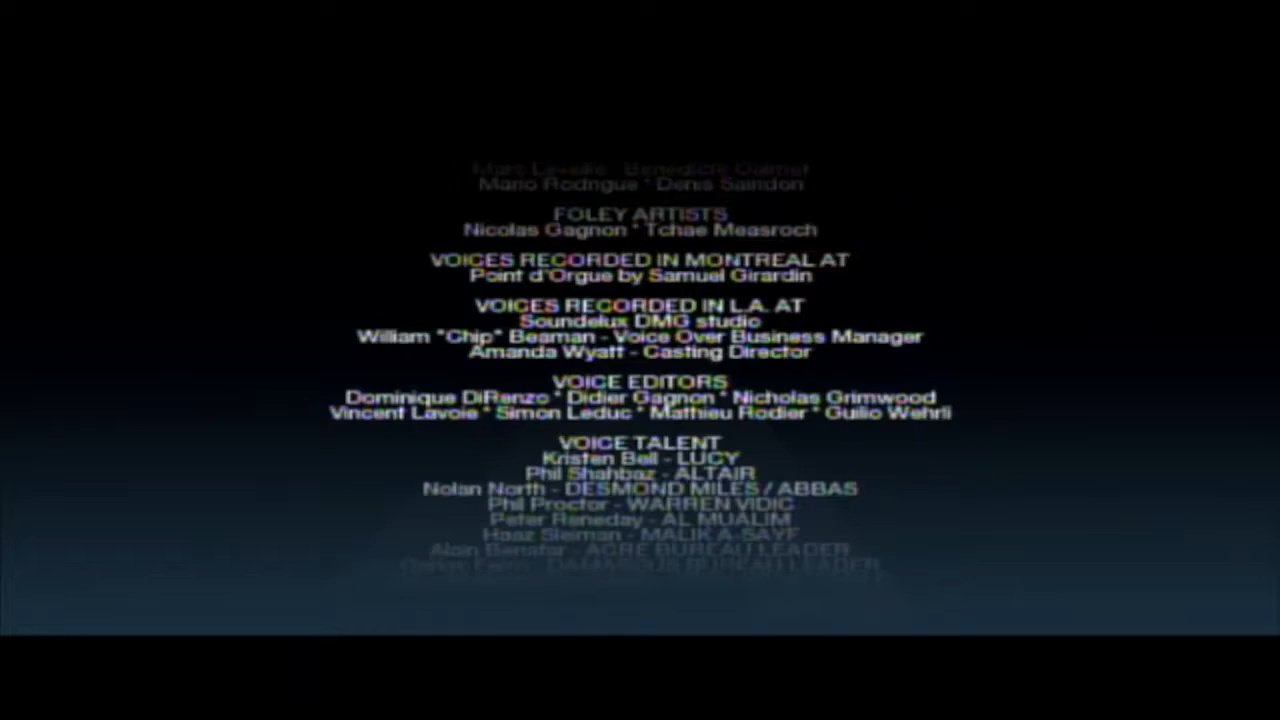 Mario Rodrigue * Denis Saindon
FOLEY ARTISTS
Nicolas Gagnon * Tchae Measroch
VOICES RECORDED IN MONTREAL AT
Point d'Orgue by Samuel Girardin
VOICES RECORDED IN L.A. AT
Soundelux DMG studio
William "Chip" Beaman - Voice Over Business Manager
Amanda Wyatt - Casting Director
VOICE EDITORS
Dominique DiRenzo * Didier Gagnon * Nicholas Grimwood
Vincent Lavoie * Simon Leduc * Mathieu Rodier * Guilio Wehrli
VOICE TALENT
Kristen Bell - LUCY
Phil Shahbaz - ALTAIR
Nolan North - DESMOND MILES / ABBAS
Phil Proctor - WARREN VIDIC
Peter Reneday - AL MUALIM
Haaz Sleiman - MALIK A-SAYF
ACRE BUREAU LEADER
BUREAU LEADER